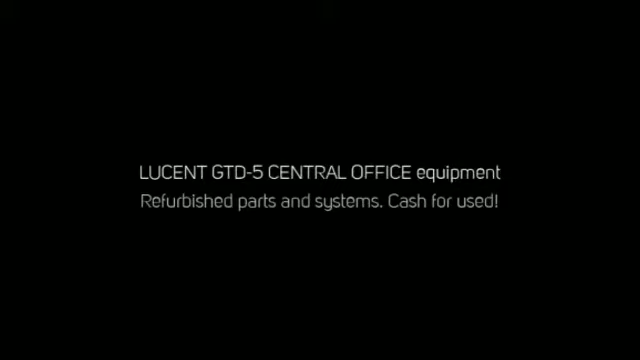 LUCENT GTD-5 CENTRAL OFFICE equipment
Refurbished parts and systems. Cash for used!